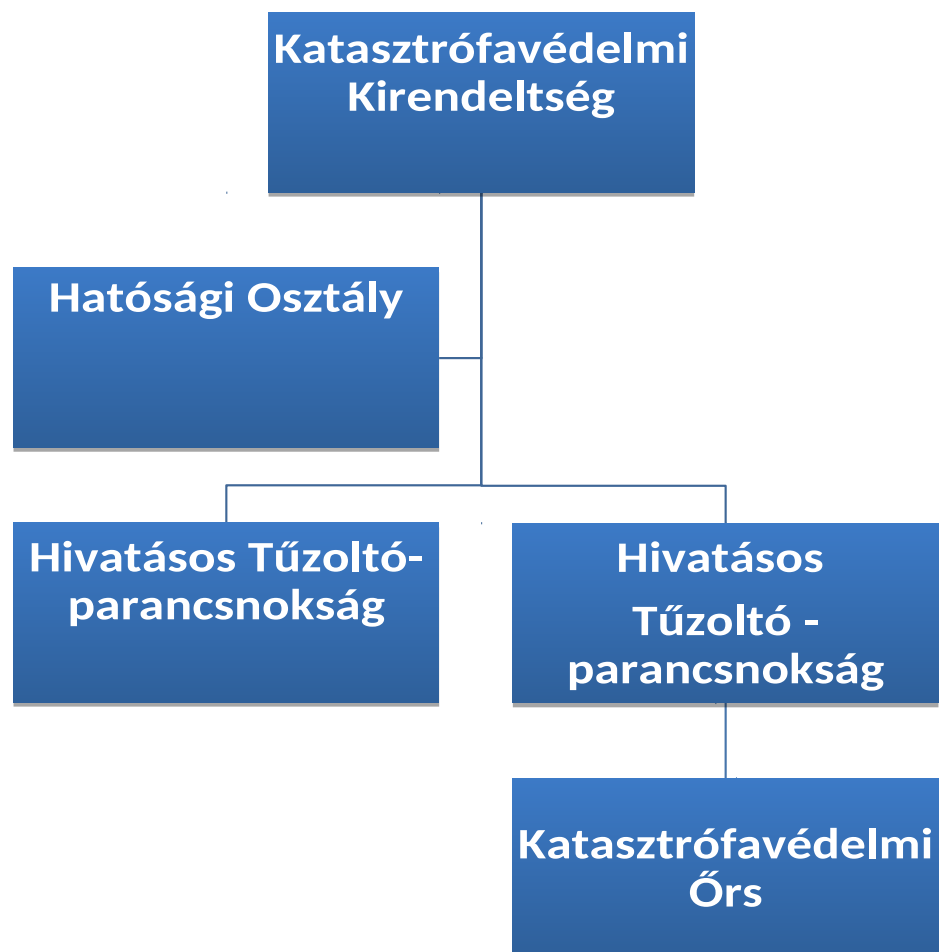 Katasztrófavédelmi
Kirendeltség
Hatósági Osztály
Hivatásos Tűzoltó-
parancsnokság
Hivatásos
Tűzoltó -
parancsnokság
Katasztrófavédelmi
Őrs